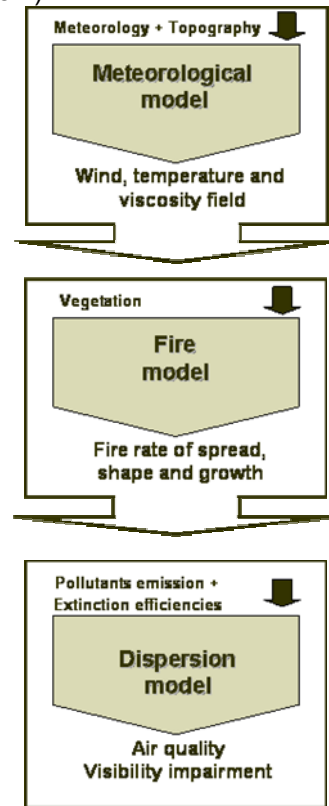 Meteorology + Topography
Meteorological
model
Wind, temperature and
viscosity field
Vegetation
Fire
model
Fire rate of spread,
shape and growth
Pollutants emission +
Extinction efficiencies
Dispersion
model
Air quality
Visibility impairment